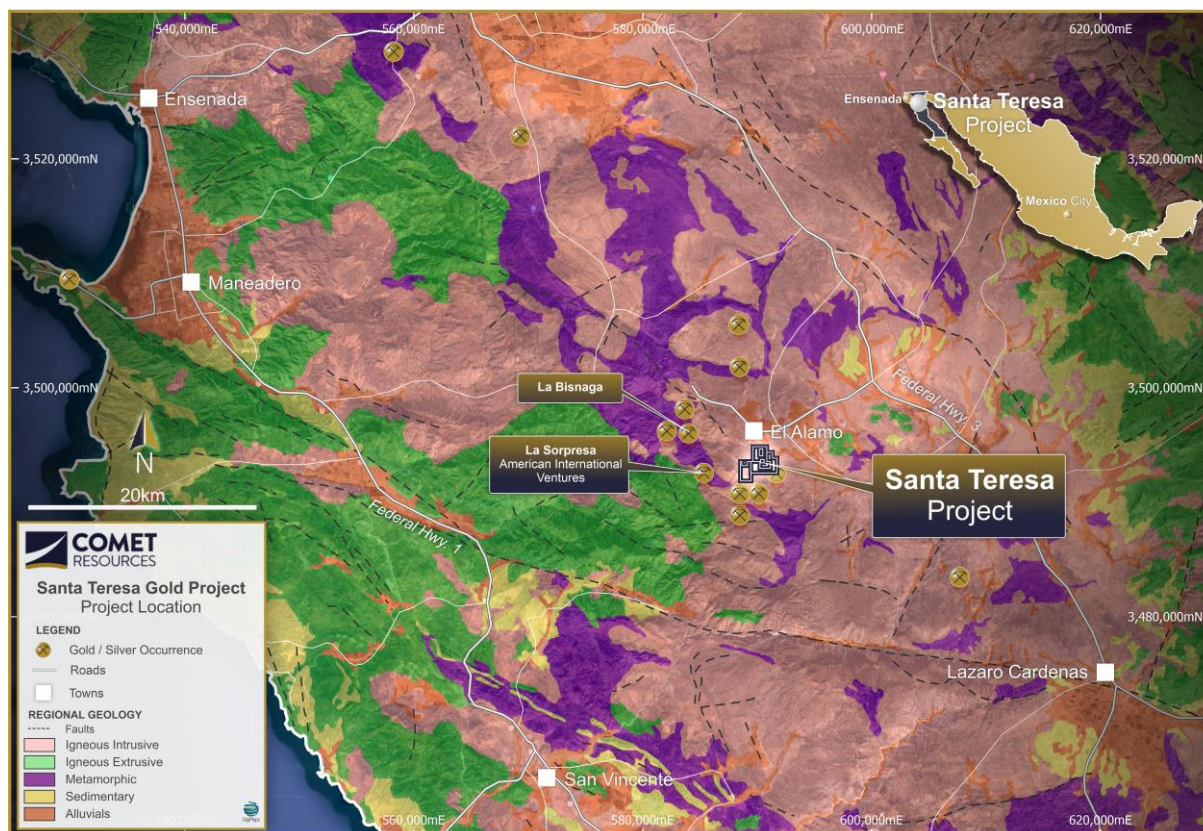 540,000mE
560,000mE
580,000mE
600,000mE
620,000mE
Ensenada
Ensenada
Santa Teresa
Project
Mexico City
3,520,000mN
3,520,000mN
Maneadero
3,500,000mN
3,500,000mN
La Bisnaga
Federal Hwy. 3
El Alamo
La Sorpresa
American International
Ventures
Santa Teresa
Project
N
20km
Federal Hwy. 1
COMET
RESOURCES
Santa Teresa Gold Project
Project Location
LEGEND
Gold / Silver Occurrence
Roads
Towns
REGIONAL GEOLOGY
Faults
Igneous Intrusive
Igneous Extrusive
Metamorphic
Sedimentary
Alluvials
DigMaps
3,480,000mN
Lazaro Cardenas
San Vincente
560,000mE
580,000mE
600,000mE
620,000mE